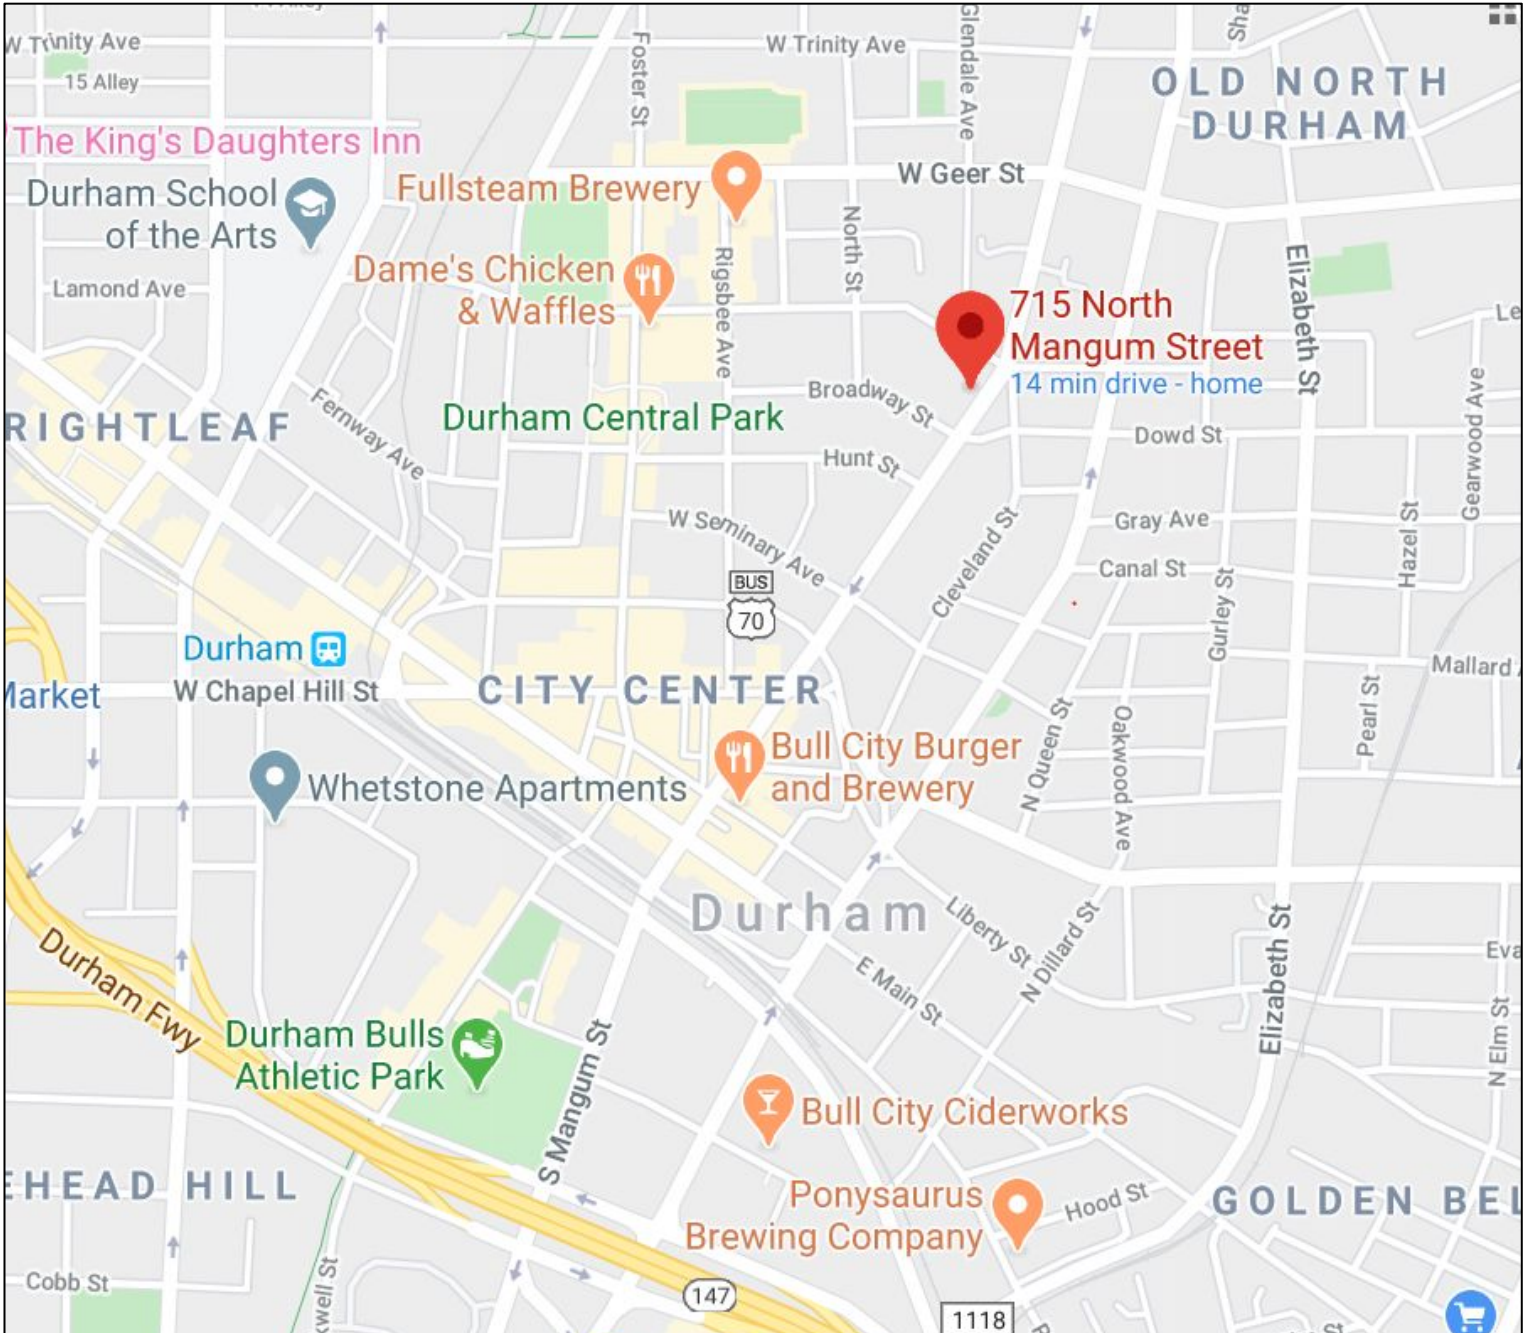 W Trinity Ave
15 Alley
The King's Daughters Inn
Durham School
of the Arts
Lamond Ave
Foster St
W Trinity Ave
Glendale Ave
OLD NORTH
DURHAM
Fullsteam Brewery
W Geer St
Dame's Chicken
& Waffles
Rigsbee Ave
North St
Elizabeth St
715 North
Mangum Street
14 min drive - home
Broadway St
Durham Central Park
Fernway Ave
RIGHTLEAF
Hunt St
Dowd St
Gearwood Ave
W Seminary Ave
Gray Ave
Cleveland St
Canal St
Hazel St
Gurley St
BUS
70
Durham
W Chapel Hill St
Market
CITY CENTER
Mallard
Pearl St
N Queen St
Oakwood Ave
Bull City Burger
and Brewery
Whetstone Apartments
Durham
Liberty St
N Dillard St
E Main St
Elizabeth St
N Elm St
Durham Fwy
Durham Bulls
Athletic Park
S Mangum St
Bull City Ciderworks
EHEAD HILL
Ponysaurus
Brewing Company
Hood St
GOLDEN BEL
Cobb St
kwell St
147
1118